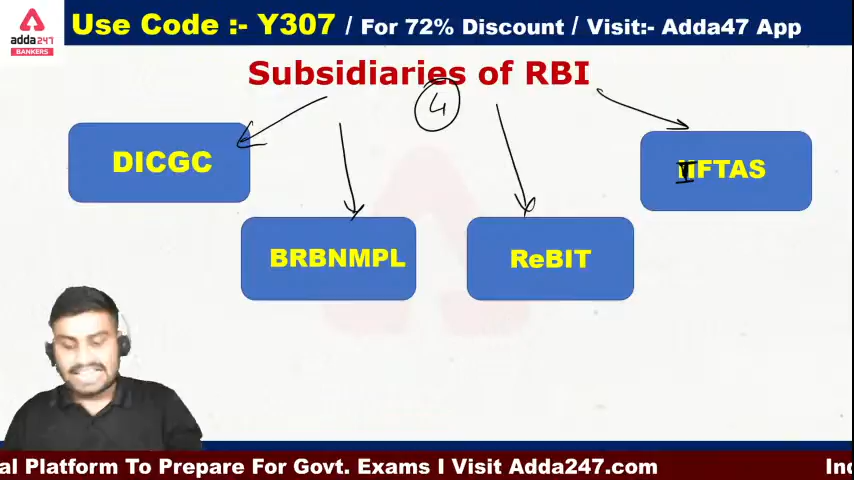 adda247
BANKERS
Use Code :- Y307 / For 72% Discount / Visit:- Adda47 App
Subsidiaries of RBI
4
DICGC
IFTAS
BRBNMPL
ReBIT
al Platform To Prepare For Govt. Exams I Visit Adda247.com
Ind